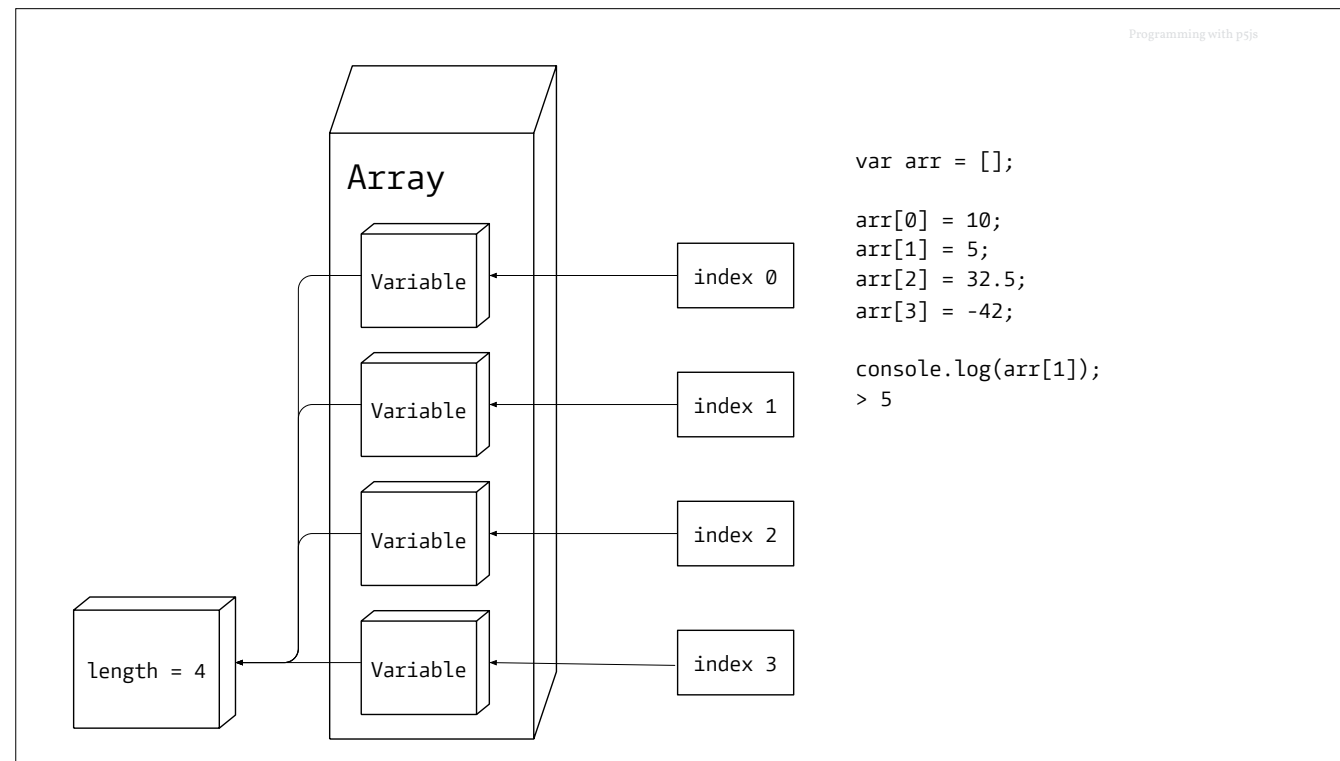 Programming with p5js
Array
Variable
index 0
Variable
index 1
Variable
index 2
Variable
index 3
length = 4
var arr = [];
arr[0] = 10;
arr[1] = 5;
arr[2] = 32.5;
arr[3] = -42;
console.log(arr[1]);
> 5